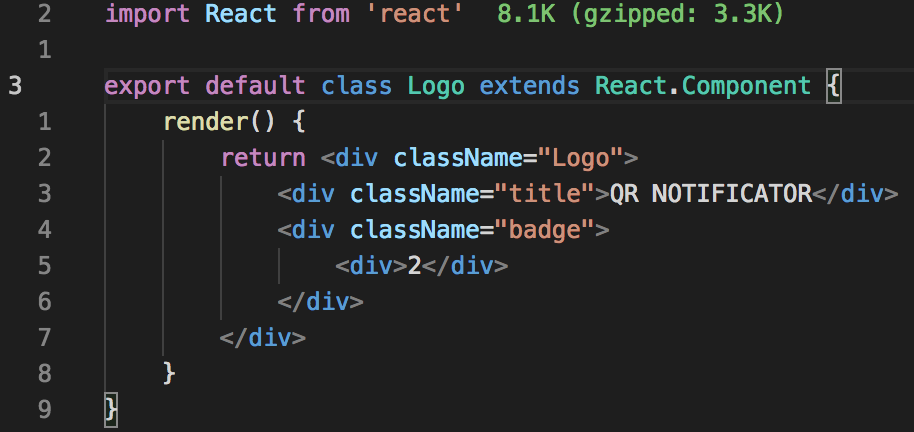 2 import React from 'react' 8.1K (gzipped: 3.3K)
1
3 export default class Logo extends React.Component {
1     render() {
2         return <div className="Logo">
3             <div className="title">QR NOTIFICATOR</div>
4             <div className="badge">
5                 <div>2</div>
6             </div>
7         </div>
8     }
9 }